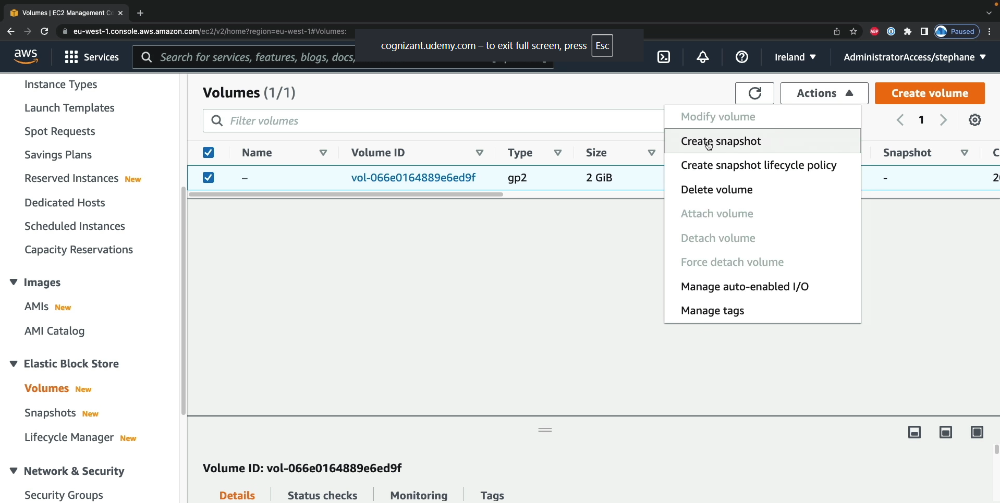 Volumes | EC2 Management Co
eu-west-1.console.aws.amazon.com/ec2/v2/home?region=eu-west-1#Volumes:
ABP
Paused
cognizant.udemy.com – to exit full screen, press Esc
aws
Services
Search for services, features, blogs, docs,
Ireland
AdministratorAccess/stephane
Instance Types
Launch Templates
Spot Requests
Savings Plans
Reserved Instances New
Dedicated Hosts
Scheduled Instances
Capacity Reservations
Images
AMIs New
AMI Catalog
Elastic Block Store
Volumes New
Snapshots New
Lifecycle Manager New
Network & Security
Security Groups
Volumes (1/1)
Actions
Create volume
Filter volumes
1
Name Volume ID Type Size Snapshot C
– vol-066e0164889e6ed9f gp2 2 GiB - 2
Modify volume
Create snapshot
Create snapshot lifecycle policy
Delete volume
Attach volume
Detach volume
Force detach volume
Manage auto-enabled I/O
Manage tags
Volume ID: vol-066e0164889e6ed9f
Details Status checks Monitoring Tags